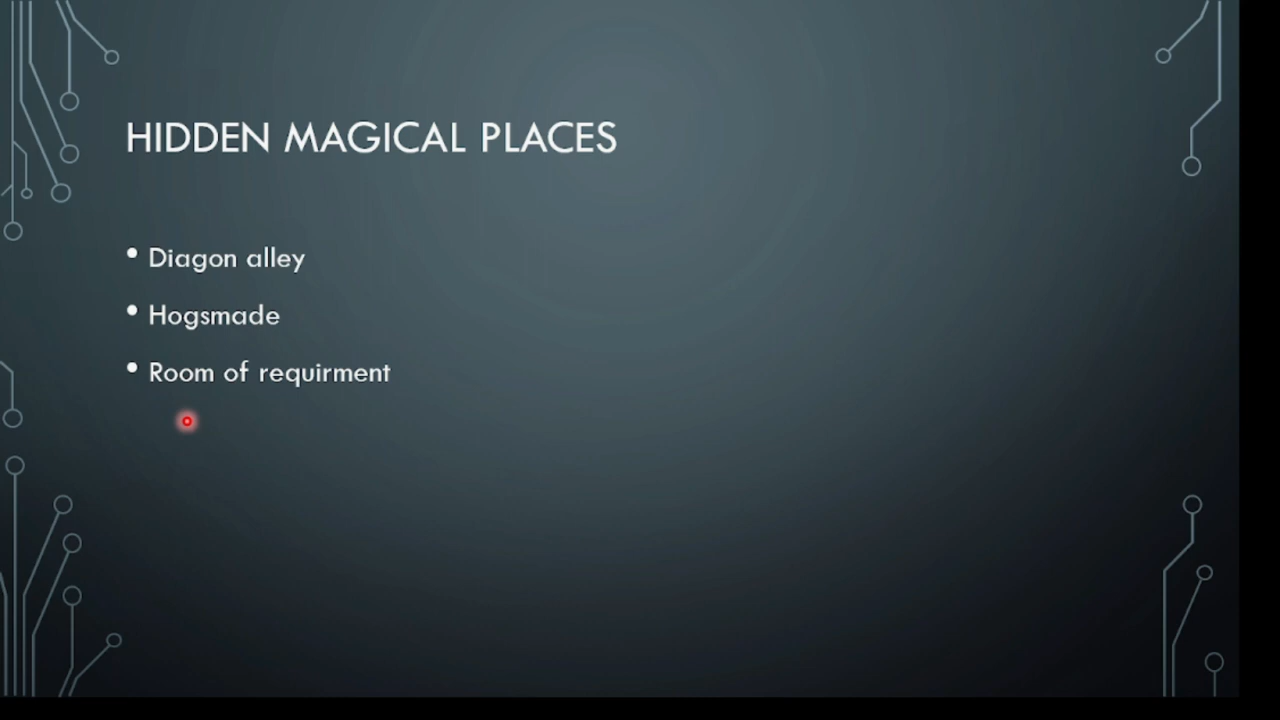 HIDDEN MAGICAL PLACES
• Diagon alley
• Hogsmade
• Room of requirment